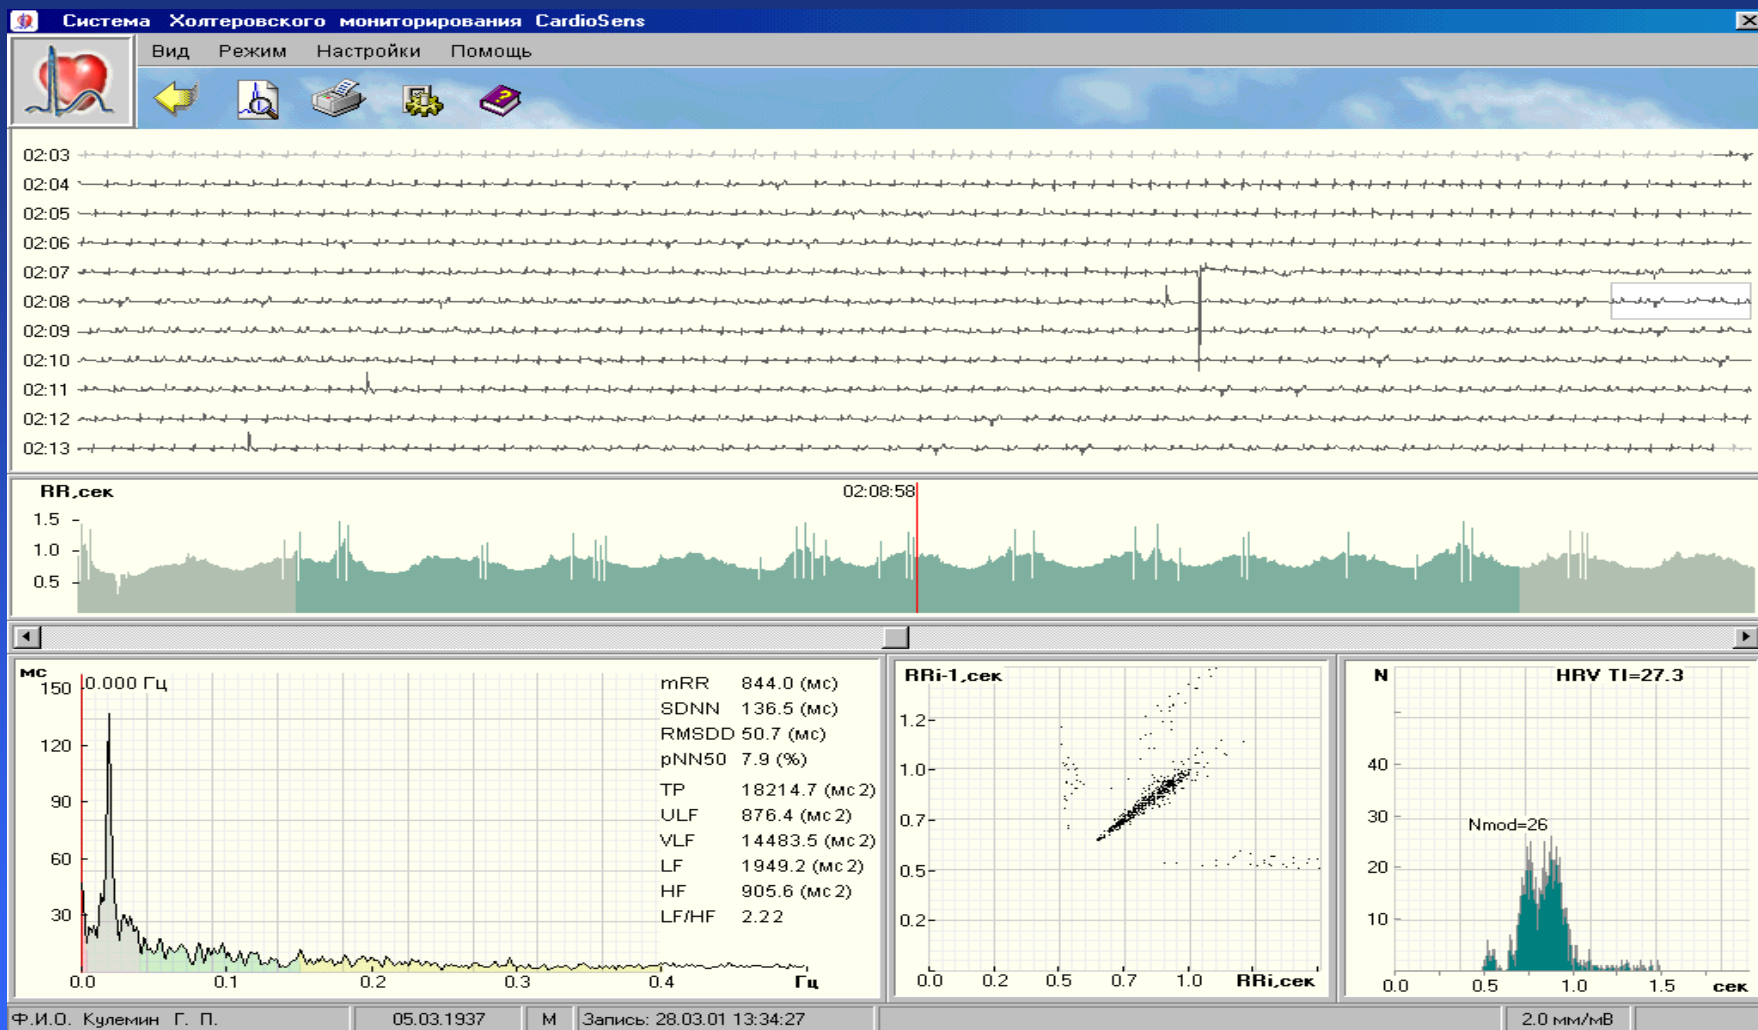 Система Холтеровского мониторирования CardioSens
Вид Режим Настройки Помощь
02:03
02:04
02:05
02:06
02:07
02:08
02:09
02:10
02:11
02:12
02:13
RR,сек 02:08:58
1.5
1.0
0.5
мс
150 0.000 Гц
120
90
60
30
0.0 0.1 0.2 0.3 0.4 Гц
mRR 844.0 (мс)
SDNN 136.5 (мс)
RMSDD 50.7 (мс)
pNN50 7.9 (%)
TP 18214.7 (мс2)
ULF 876.4 (мс2)
VLF 14483.5 (мс2)
LF 1949.2 (мс2)
HF 905.6 (мс2)
LF/HF 2.22
RRi-1,сек
1.2
1.0
0.7
0.5
0.2
0.0 0.2 0.5 0.7 1.0 RRi,сек
N HRV TI=27.3
40
30
Nmod=26
20
10
0.0 0.5 1.0 1.5 сек
Ф.И.О. Кулемин Г. П. 05.03.1937 М Запись: 28.03.01 13:34:27 2.0 мм/мВ